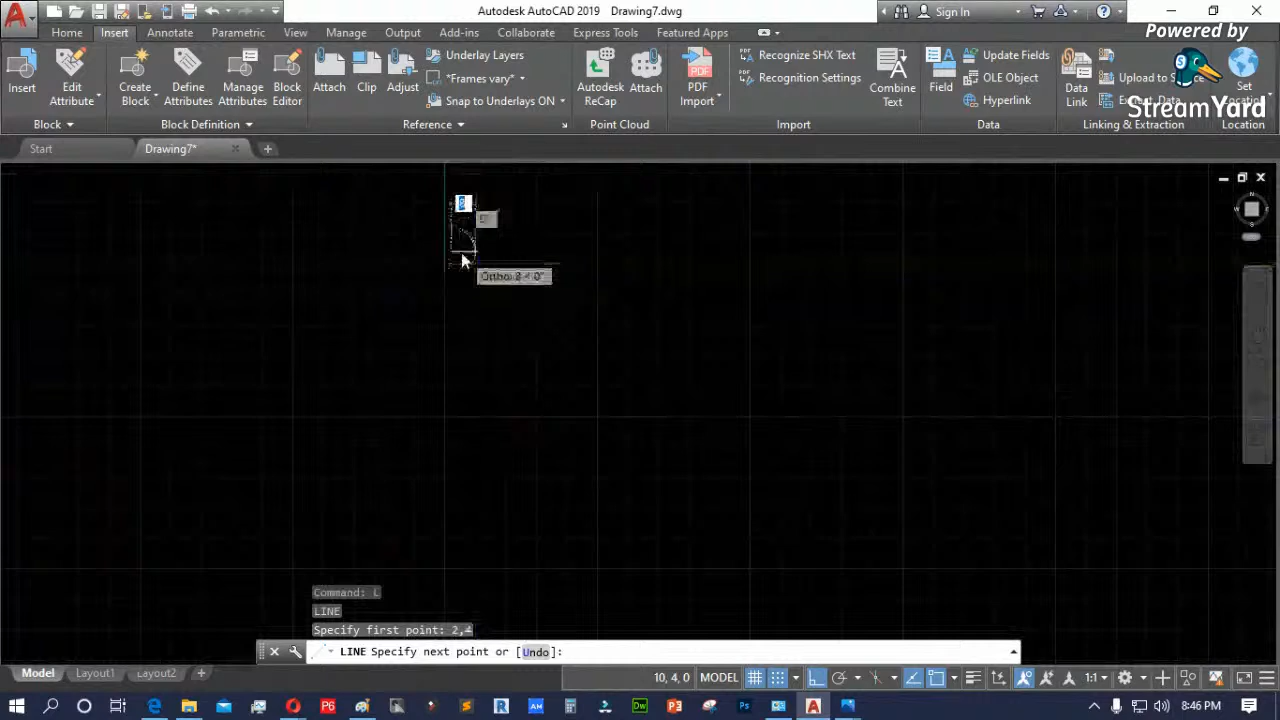 Autodesk AutoCAD 2019 Drawing7.dwg
Sign In
Powered by
Home Insert Annotate Parametric View Manage Output Add-ins Collaborate Express Tools Featured Apps
Insert
Edit
Attribute
Create
Block
Define
Attributes
Manage
Attributes
Block
Editor
Attach
Clip
Adjust
Underlay Layers
*Frames vary*
Snap to Underlays ON
Autodesk
ReCap
Attach
PDF
Import
Recognize SHX Text
Recognition Settings
Combine
Text
Field
Update Fields
OLE Object
Hyperlink
Data
Link
Upload to
Set
StreamYard
Block
Block Definition
Reference
Point Cloud
Import
Data
Linking & Extraction
Location
Start
Drawing7*
N
W
Command: L
LINE
Specify first point: 2,4
LINE Specify next point or [Undo]:
Model Layout1 Layout2
10, 4, 0 MODEL
1:1
8:46 PM